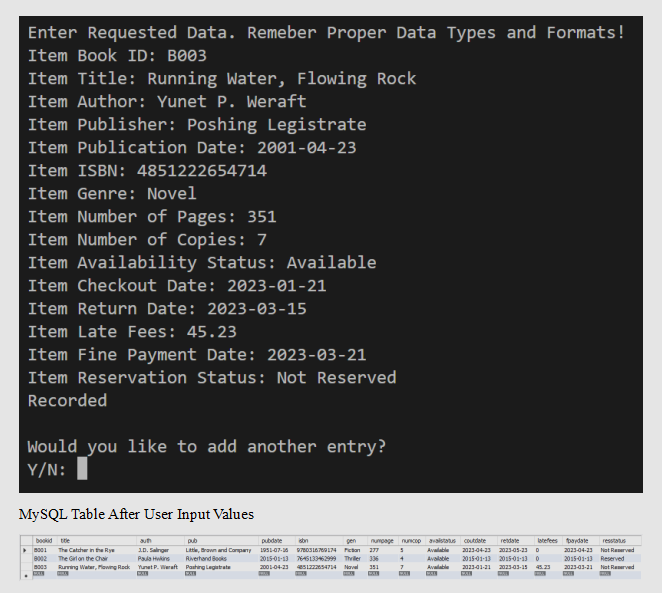 Enter Requested Data. Remeber Proper Data Types and Formats!
Item Book ID: B003
Item Title: Running Water, Flowing Rock
Item Author: Yunet P. Weraft
Item Publisher: Poshing Legistrate
Item Publication Date: 2001-04-23
Item ISBN: 4851222654714
Item Genre: Novel
Item Number of Pages: 351
Item Number of Copies: 7
Item Availability Status: Available
Item Checkout Date: 2023-01-21
Item Return Date: 2023-03-15
Item Late Fees: 45.23
Item Fine Payment Date: 2023-03-21
Item Reservation Status: Not Reserved
Recorded
Would you like to add another entry?
Y/N:
MySQL Table After User Input Values
bookid title auth pub pubdate isbn gen numpage numcop availstatus coutdate retdate latefees fpaydate resstatus
B001 The Catcher in the Rye J.D. Salinger Little, Brown and Company 1951-07-16 9780316769174 Fiction 277 5 Available 2023-04-23 2023-05-23 0 2023-04-23 Not Reserved
B002 The Girl on the Chair Paula Hwkins Riverhand Books 2015-01-13 7645133462999 Thriller 336 4 Available 2015-01-13 2015-01-13 0 2015-01-13 Reserved
B003 Running Water, Flowing Rock Yunet P. Weraft Poshing Legistrate 2001-04-23 4851222654714 Novel 351 7 Available 2023-01-21 2023-03-15 45.23 2023-03-21 Not Reserved
NULL NULL NULL NULL NULL NULL NULL NULL NULL NULL NULL NULL NULL NULL NULL